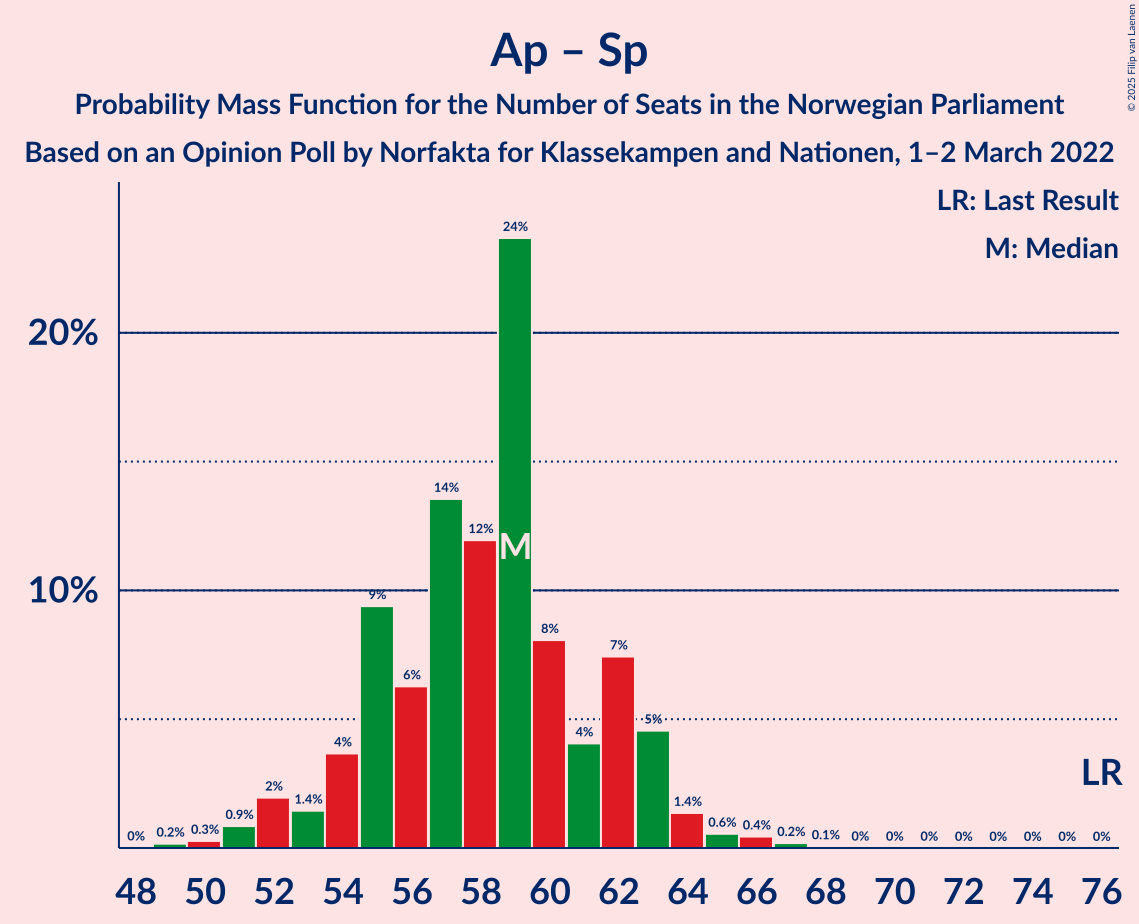 © 2025 Filip van Laenen
Ap – Sp
Probability Mass Function for the Number of Seats in the Norwegian Parliament
Based on an Opinion Poll by Norfakta for Klassekampen and Nationen, 1–2 March 2022
LR: Last Result
M: Median
20%
10%
0% 0.2% 0.3% 0.9% 2% 1.4% 4% 9% 6% 14% 12% 24% 8% 4% 7% 5% 1.4% 0.6% 0.4% 0.2% 0.1% 0% 0% 0% 0% 0% 0% 0% 0%
M
LR
48 50 52 54 56 58 60 62 64 66 68 70 72 74 76